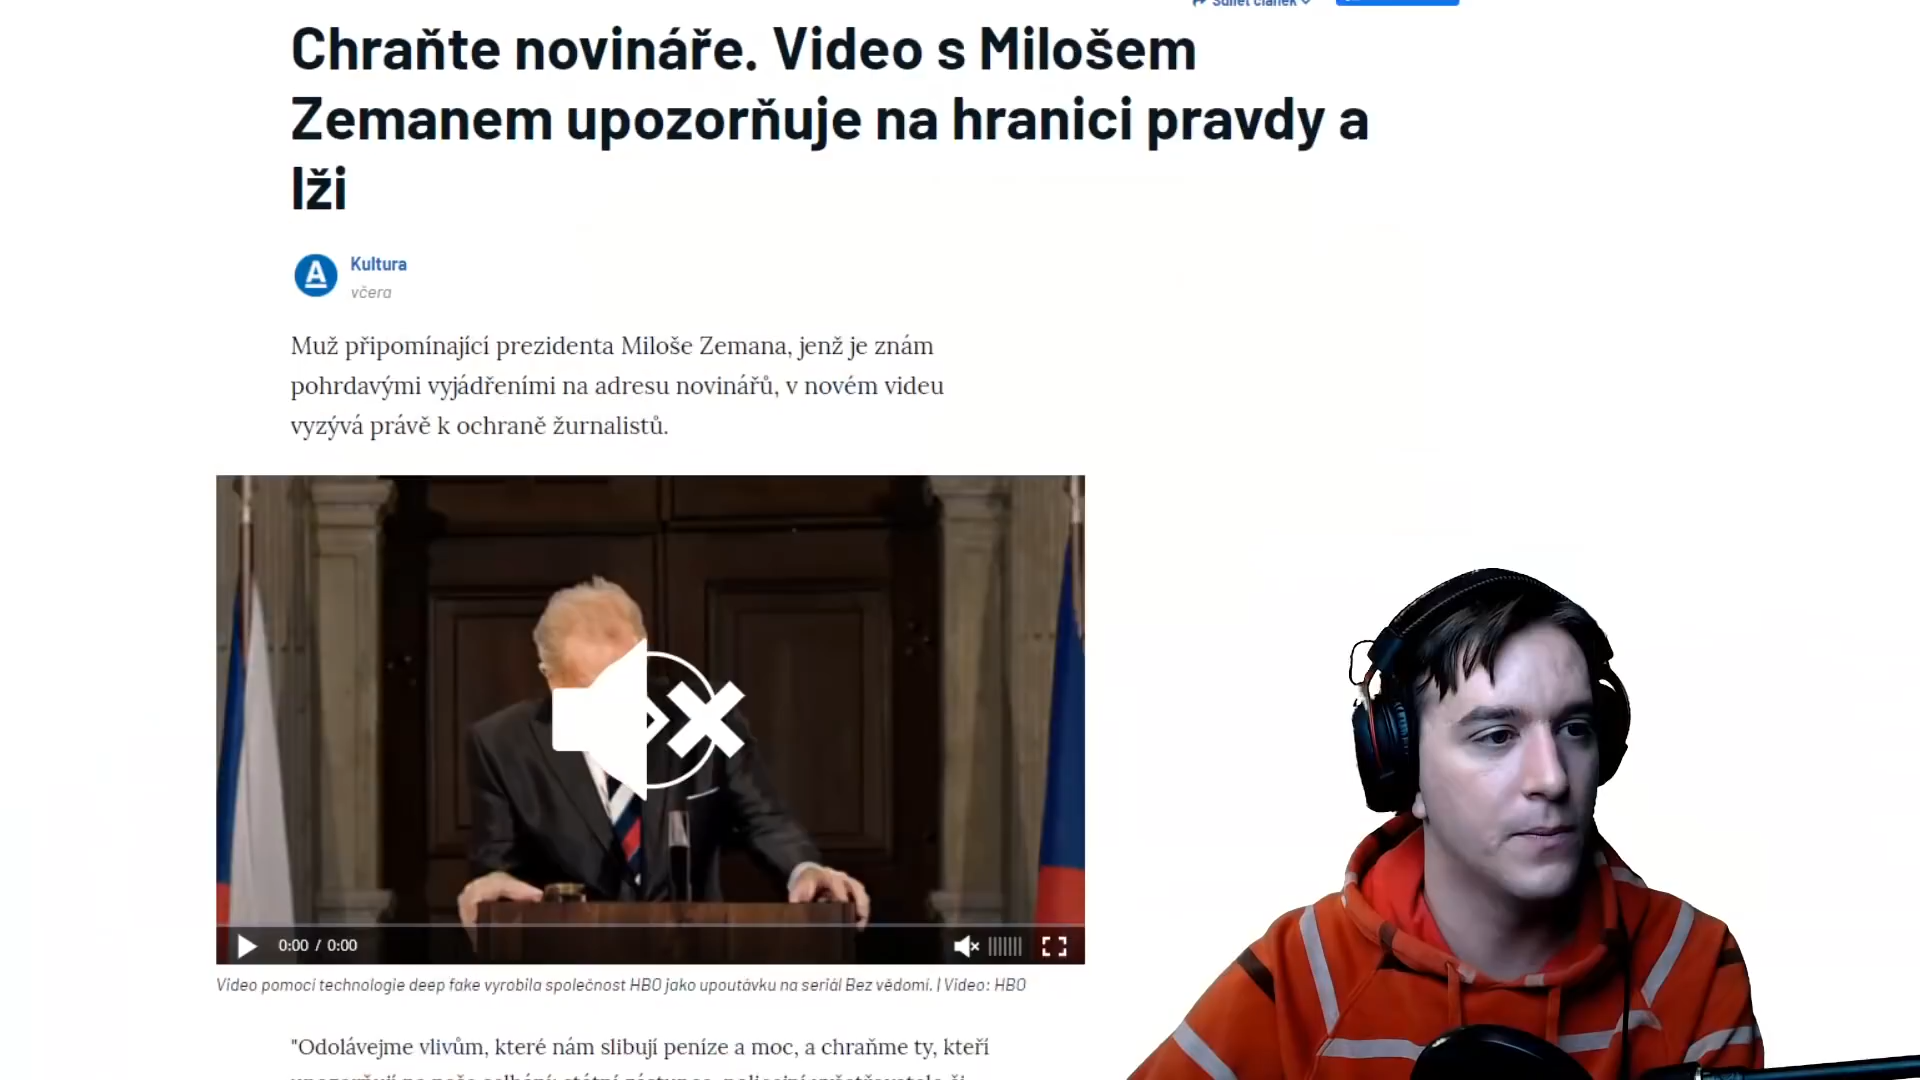 Sdílet článek
Chraňte novináře. Video s Milošem
Zemanem upozorňuje na hranici pravdy a
lži
A
Kultura
včera
Muž připomínající prezidenta Miloše Zemana, jenž je znám
pohrdavými vyjádřeními na adresu novinářů, v novém videu
vyzývá právě k ochraně žurnalistů.
0:00 / 0:00
Video pomocí technologie deep fake vyrobila společnost HBO jako upoutávku na seriál Bez vědomí. | Video: HBO
"Odolávejme vlivům, které nám slibují peníze a moc, a chraňme ty, kteří